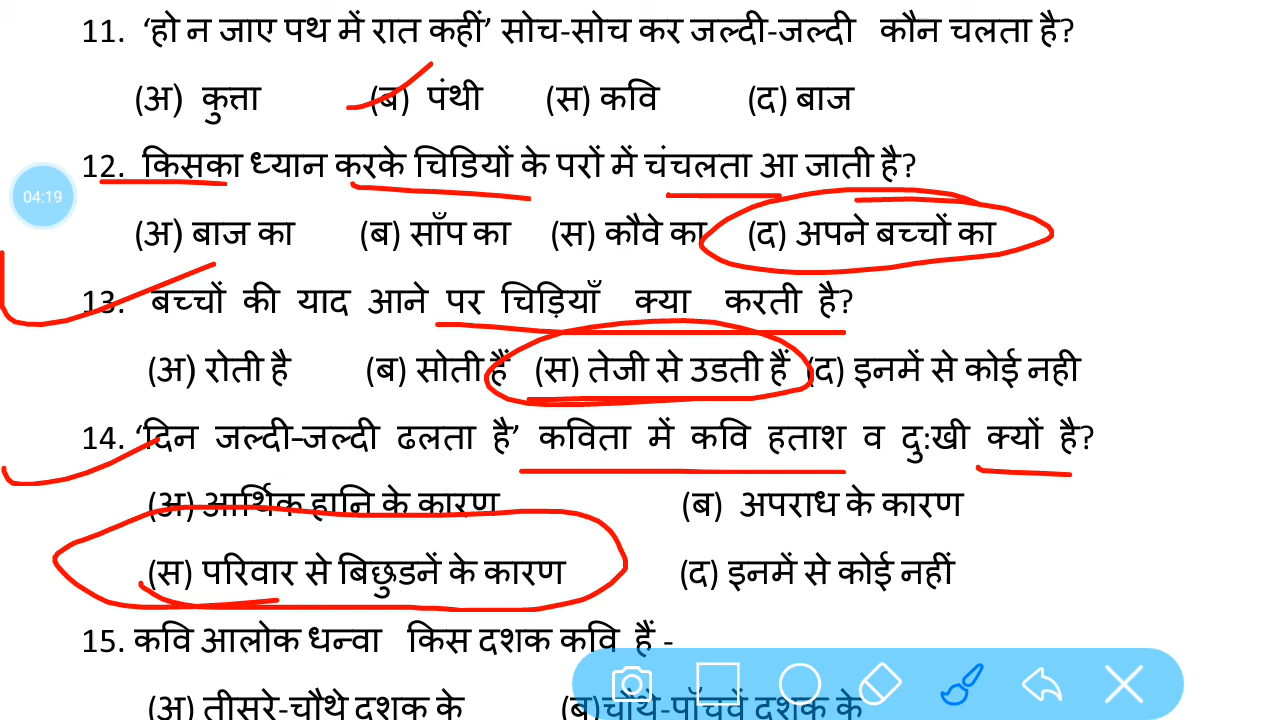 11. ‘हो न जाए पथ में रात कहीं’ सोच-सोच कर जल्दी-जल्दी कौन चलता है?
(अ) कुत्ता (ब) पंथी (स) कवि (द) बाज
12. किसका ध्यान करके चिडियों के परों में चंचलता आ जाती है?
04:19
(अ) बाज का (ब) साँप का (स) कौवे का (द) अपने बच्चों का
13. बच्चों की याद आने पर चिड़ियाँ क्या करती है?
(अ) रोती है (ब) सोती हैं (स) तेजी से उडती हैं (द) इनमें से कोई नही
14. ‘दिन जल्दी–जल्दी ढलता है’ कविता में कवि हताश व दुःखी क्यों है?
(अ) आर्थिक हानि के कारण (ब) अपराध के कारण
(स) परिवार से बिछुडनें के कारण (द) इनमें से कोई नहीं
15. कवि आलोक धन्वा किस दशक कवि हैं -
(अ) तीसरे-चौथे दशक के (ब)चौथे-पाँचवें दशक के